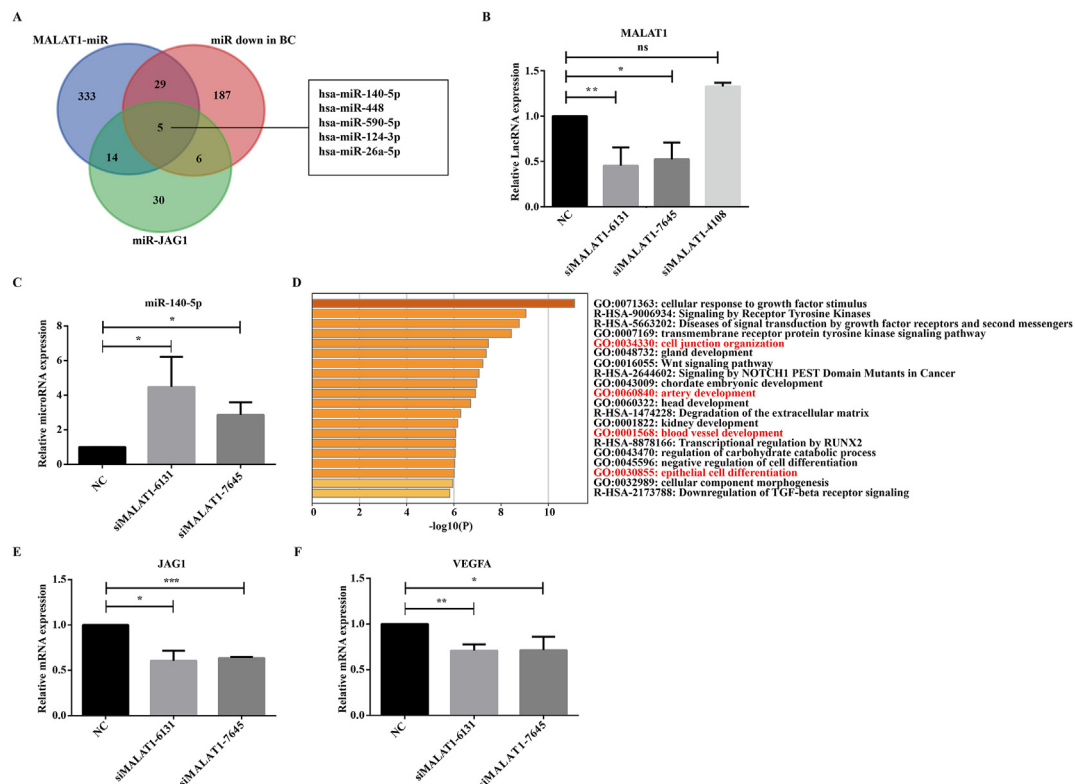 A
MALAT1-miR
miR down in BC
333
29
187
5
14
6
30
miR-JAG1
hsa-miR-140-5p
hsa-miR-448
hsa-miR-590-5p
hsa-miR-124-3p
hsa-miR-26a-5p
B
MALAT1
ns
*
**
Relative LncRNA expression
1.5
1.0
0.5
0.0
NC
siMALAT1-6131
siMALAT1-7645
siMALAT1-4108
C
miR-140-5p
*
*
Relative microRNA expression
8
6
4
2
0
NC
siMALAT1-6131
siMALAT1-7645
D
GO:0071363: cellular response to growth factor stimulus
R-HSA-9006934: Signaling by Receptor Tyrosine Kinases
R-HSA-5663202: Diseases of signal transduction by growth factor receptors and second messengers
GO:0007169: transmembrane receptor protein tyrosine kinase signaling pathway
GO:0034330: cell junction organization
GO:0048732: gland development
GO:0016055: Wnt signaling pathway
R-HSA-2644602: Signaling by NOTCH1 PEST Domain Mutants in Cancer
GO:0043009: chordate embryonic development
GO:0060840: artery development
GO:0060322: head development
R-HSA-1474228: Degradation of the extracellular matrix
GO:0001822: kidney development
GO:0001568: blood vessel development
R-HSA-8878166: Transcriptional regulation by RUNX2
GO:0043470: regulation of carbohydrate catabolic process
GO:0045596: negative regulation of cell differentiation
GO:0030855: epithelial cell differentiation
GO:0032989: cellular component morphogenesis
R-HSA-2173788: Downregulation of TGF-beta receptor signaling
0 2 4 6 8 10
-log10(P)
E
JAG1
***
*
Relative mRNA expression
1.5
1.0
0.5
0.0
NC
siMALAT1-6131
siMALAT1-7645
F
VEGFA
*
**
Relative mRNA expression
1.5
1.0
0.5
0.0
NC
siMALAT1-6131
siMALAT1-7645